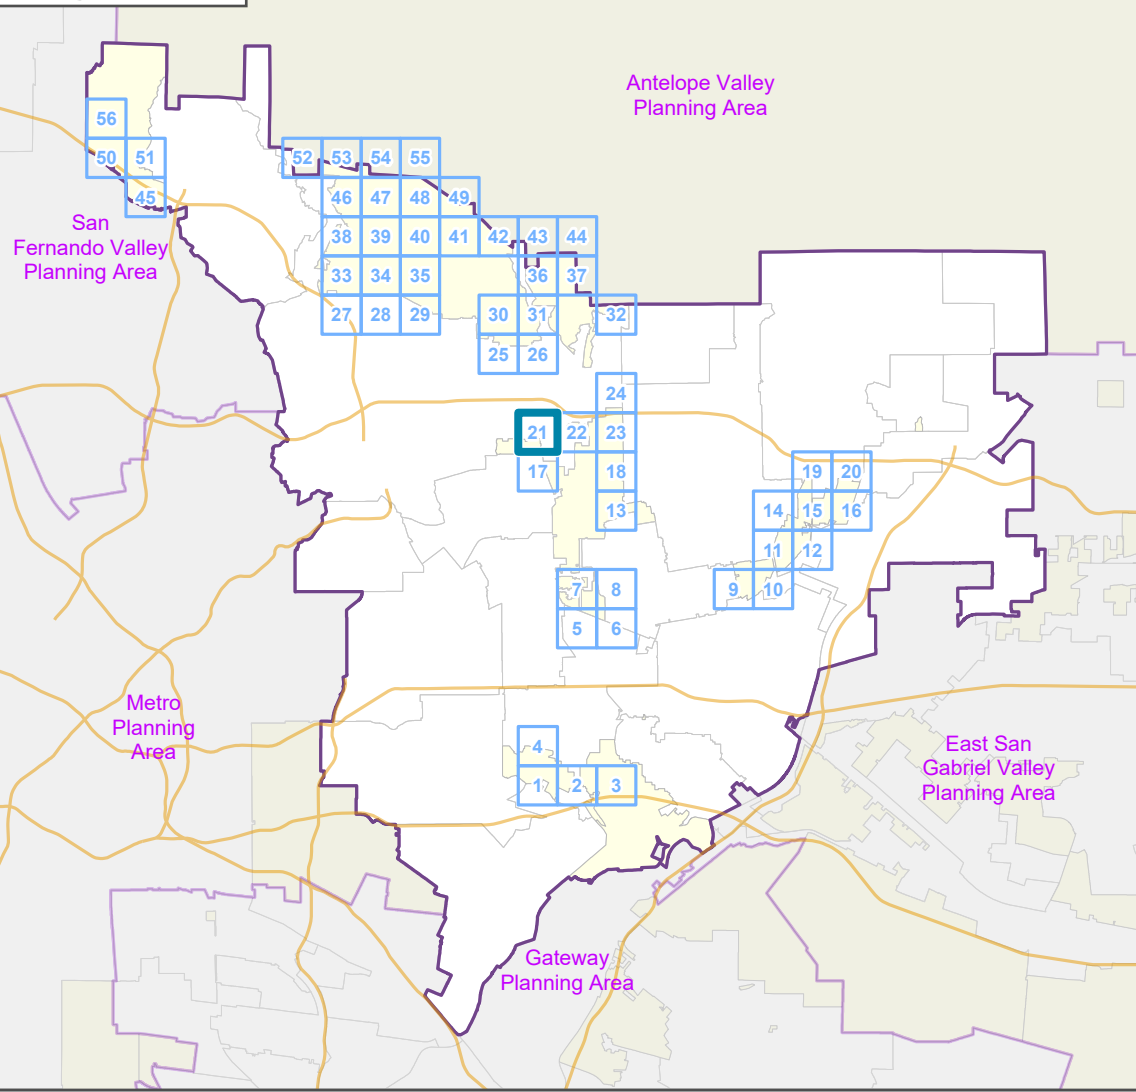 Antelope Valley
Planning Area
56
50 51
52 53 54 55
45
46 47 48 49
San
Fernando Valley
Planning Area
38 39 40 41 42 43 44
33 34 35 36 37
27 28 29 30 31 32
25 26
24
21 22 23
17 18 19 20
13 14 15 16
11 12
7 8 9 10
5 6
Metro
Planning
Area
4
East San
Gabriel Valley
Planning Area
1 2 3
Gateway
Planning Area